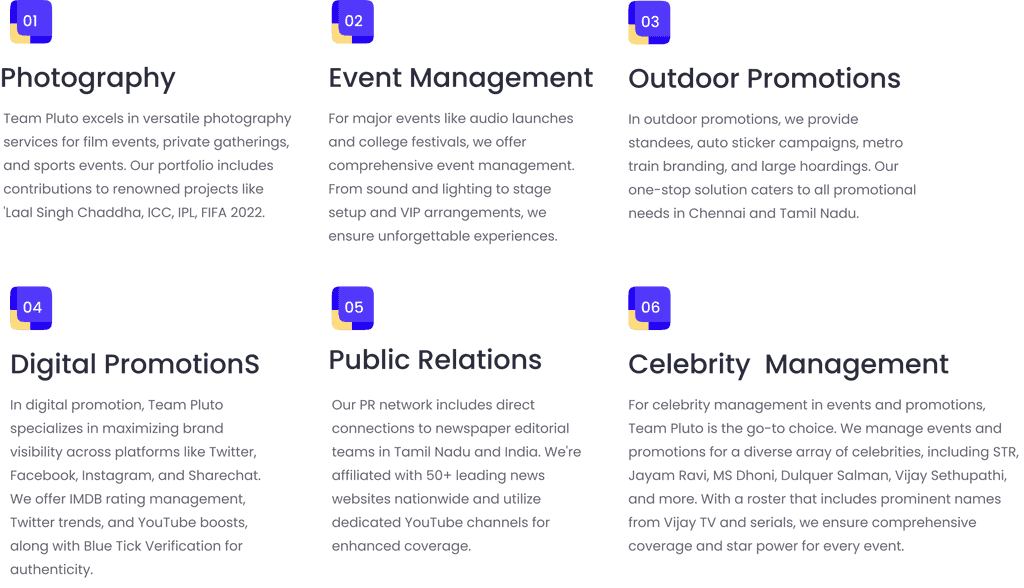 01
Photography
Team Pluto excels in versatile photography
services for film events, private gatherings,
and sports events. Our portfolio includes
contributions to renowned projects like
'Laal Singh Chaddha, ICC, IPL, FIFA 2022.
02
Event Management
For major events like audio launches
and college festivals, we offer
comprehensive event management.
From sound and lighting to stage
setup and VIP arrangements, we
ensure unforgettable experiences.
03
Outdoor Promotions
In outdoor promotions, we provide
standees, auto sticker campaigns, metro
train branding, and large hoardings. Our
one-stop solution caters to all promotional
needs in Chennai and Tamil Nadu.
04
Digital PromotionS
In digital promotion, Team Pluto
specializes in maximizing brand
visibility across platforms like Twitter,
Facebook, Instagram, and Sharechat.
We offer IMDB rating management,
Twitter trends, and YouTube boosts,
along with Blue Tick Verification for
authenticity.
05
Public Relations
Our PR network includes direct
connections to newspaper editorial
teams in Tamil Nadu and India. We're
affiliated with 50+ leading news
websites nationwide and utilize
dedicated YouTube channels for
enhanced coverage.
06
Celebrity  Management
For celebrity management in events and promotions,
Team Pluto is the go-to choice. We manage events and
promotions for a diverse array of celebrities, including STR,
Jayam Ravi, MS Dhoni, Dulquer Salman, Vijay Sethupathi,
and more. With a roster that includes prominent names
from Vijay TV and serials, we ensure comprehensive
coverage and star power for every event.